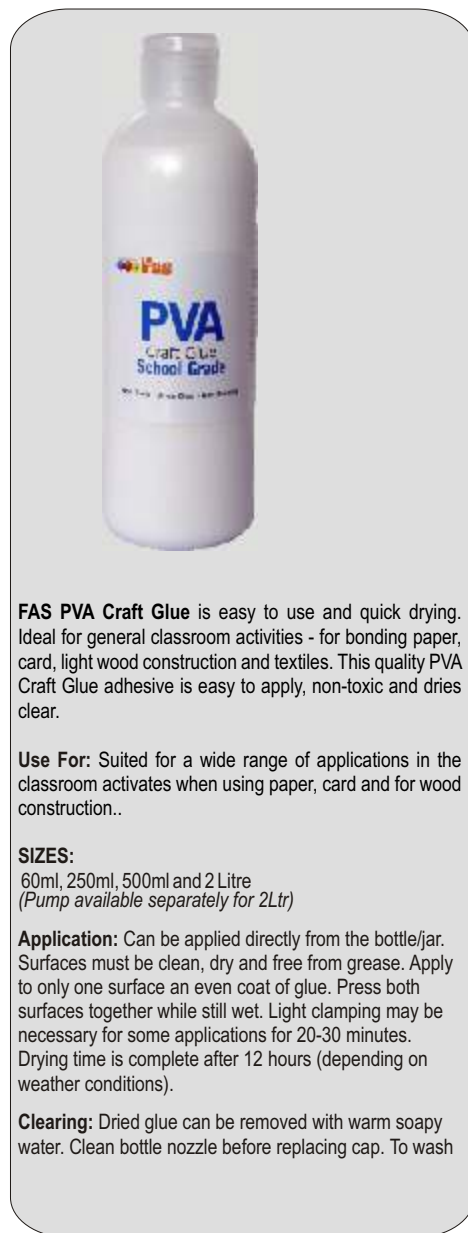 Fas
PVA
Craft Glue
School Grade
FAS PVA Craft Glue is easy to use and quick drying.
Ideal for general classroom activities - for bonding paper,
card, light wood construction and textiles. This quality PVA
Craft Glue adhesive is easy to apply, non-toxic and dries
clear.
Use For: Suited for a wide range of applications in the
classroom activates when using paper, card and for wood
construction..
SIZES:
60ml, 250ml, 500ml and 2 Litre
(Pump available separately for 2Ltr)
Application: Can be applied directly from the bottle/jar.
Surfaces must be clean, dry and free from grease. Apply
to only one surface an even coat of glue. Press both
surfaces together while still wet. Light clamping may be
necessary for some applications for 20-30 minutes.
Drying time is complete after 12 hours (depending on
weather conditions).
Clearing: Dried glue can be removed with warm soapy
water. Clean bottle nozzle before replacing cap. To wash